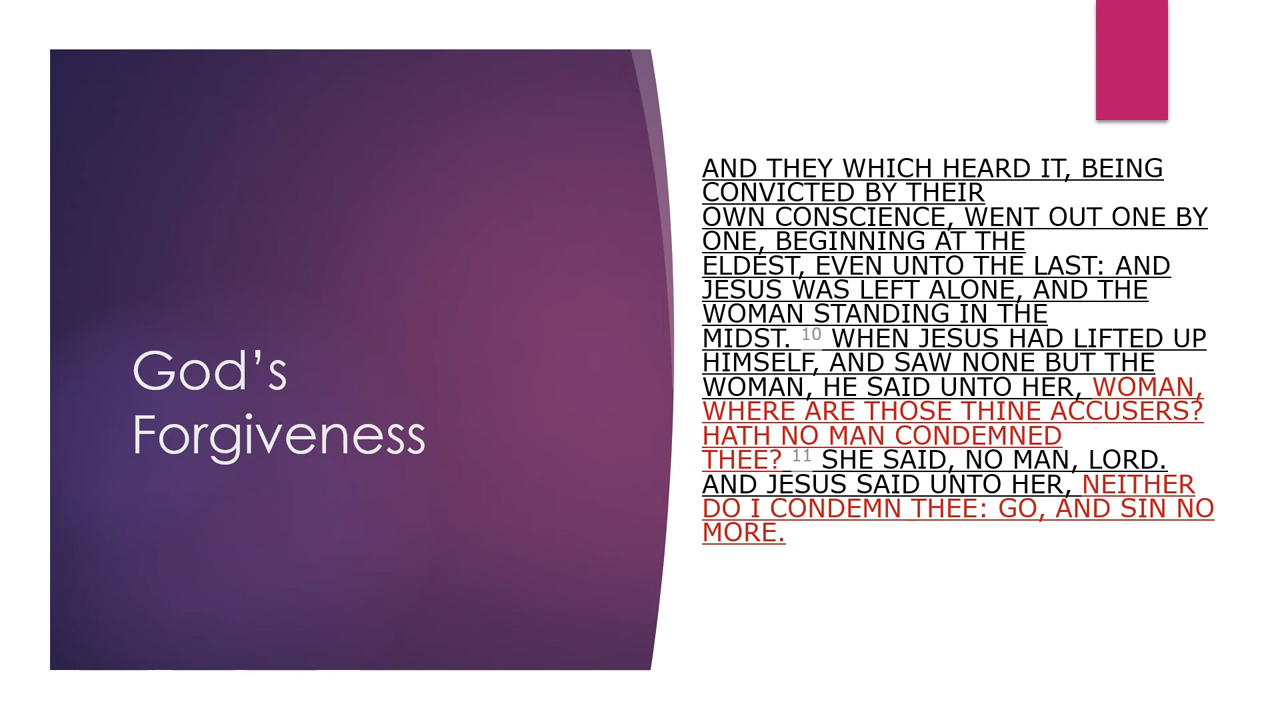 God’s
Forgiveness
AND THEY WHICH HEARD IT, BEING
CONVICTED BY THEIR
OWN CONSCIENCE, WENT OUT ONE BY
ONE, BEGINNING AT THE
ELDEST, EVEN UNTO THE LAST: AND
JESUS WAS LEFT ALONE, AND THE
WOMAN STANDING IN THE
MIDST. 10 WHEN JESUS HAD LIFTED UP
HIMSELF, AND SAW NONE BUT THE
WOMAN, HE SAID UNTO HER, WOMAN,
WHERE ARE THOSE THINE ACCUSERS?
HATH NO MAN CONDEMNED
THEE? 11 SHE SAID, NO MAN, LORD.
AND JESUS SAID UNTO HER, NEITHER
DO I CONDEMN THEE: GO, AND SIN NO
MORE.